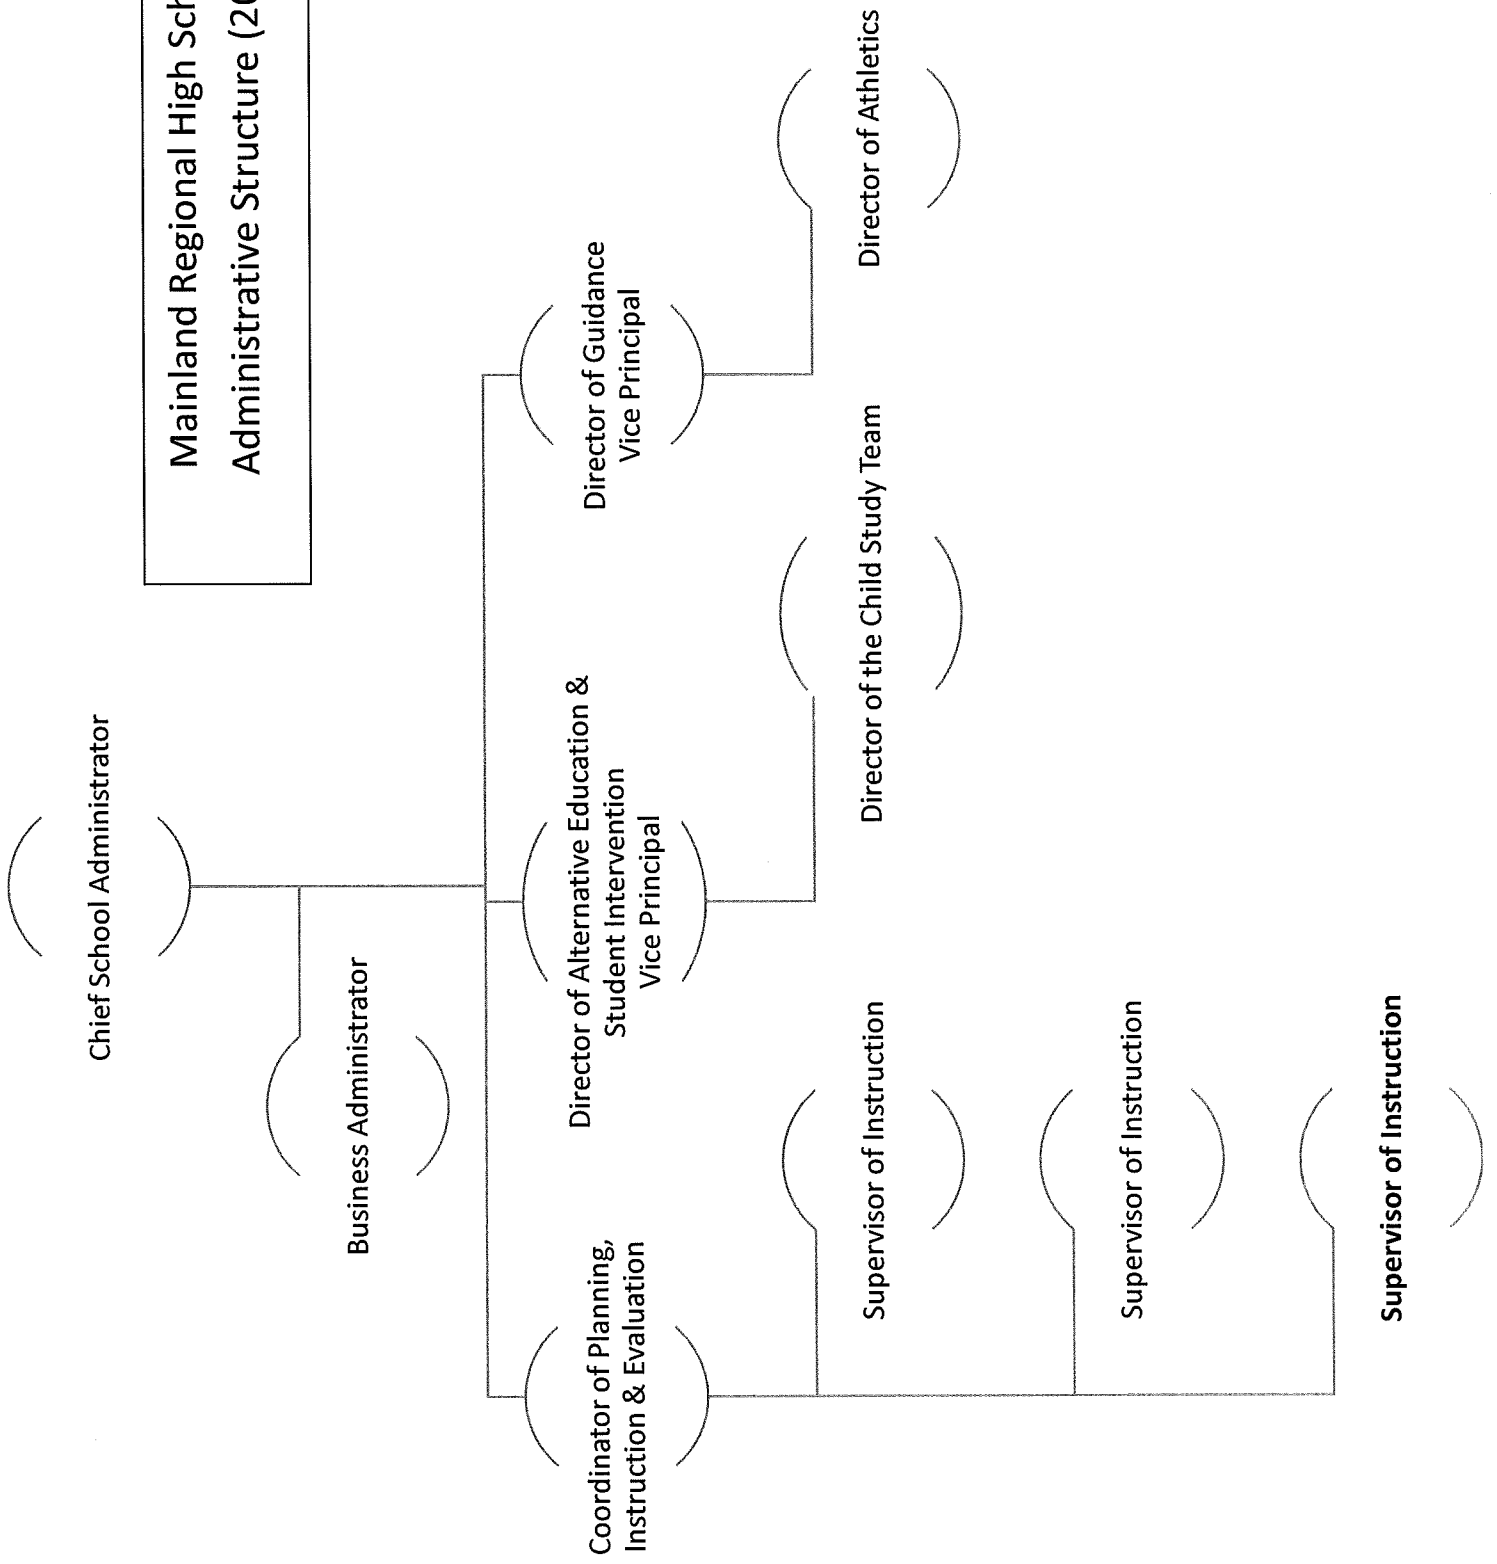 Mainland Regional High
Administrative Structure
Chief School Administrator
Business Administrator
Coordinator of Planning,
Instruction & Evaluation
Director of Alternative Education &
Student Intervention
Vice Principal
Director of Guidance
Vice Principal
Supervisor of Instruction
Director of the Child Study Team
Director of Athletics
Supervisor of Instruction
Supervisor of Instruction